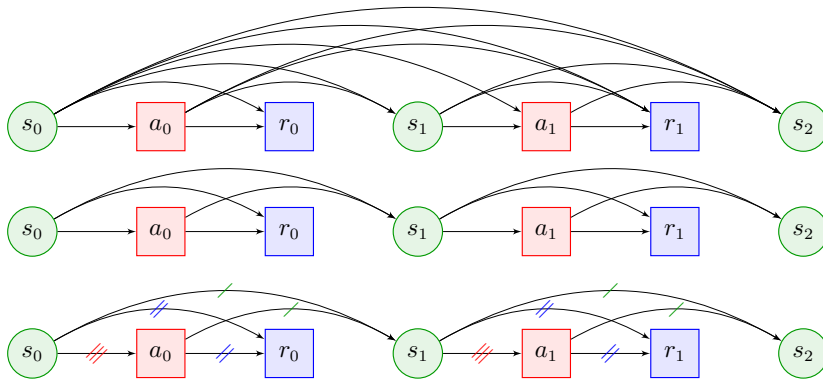 s₀ a₀ r₀ s₁ a₁ r₁ s₂
s₀ a₀ r₀ s₁ a₁ r₁ s₂
s₀ a₀ r₀ s₁ a₁ r₁ s₂